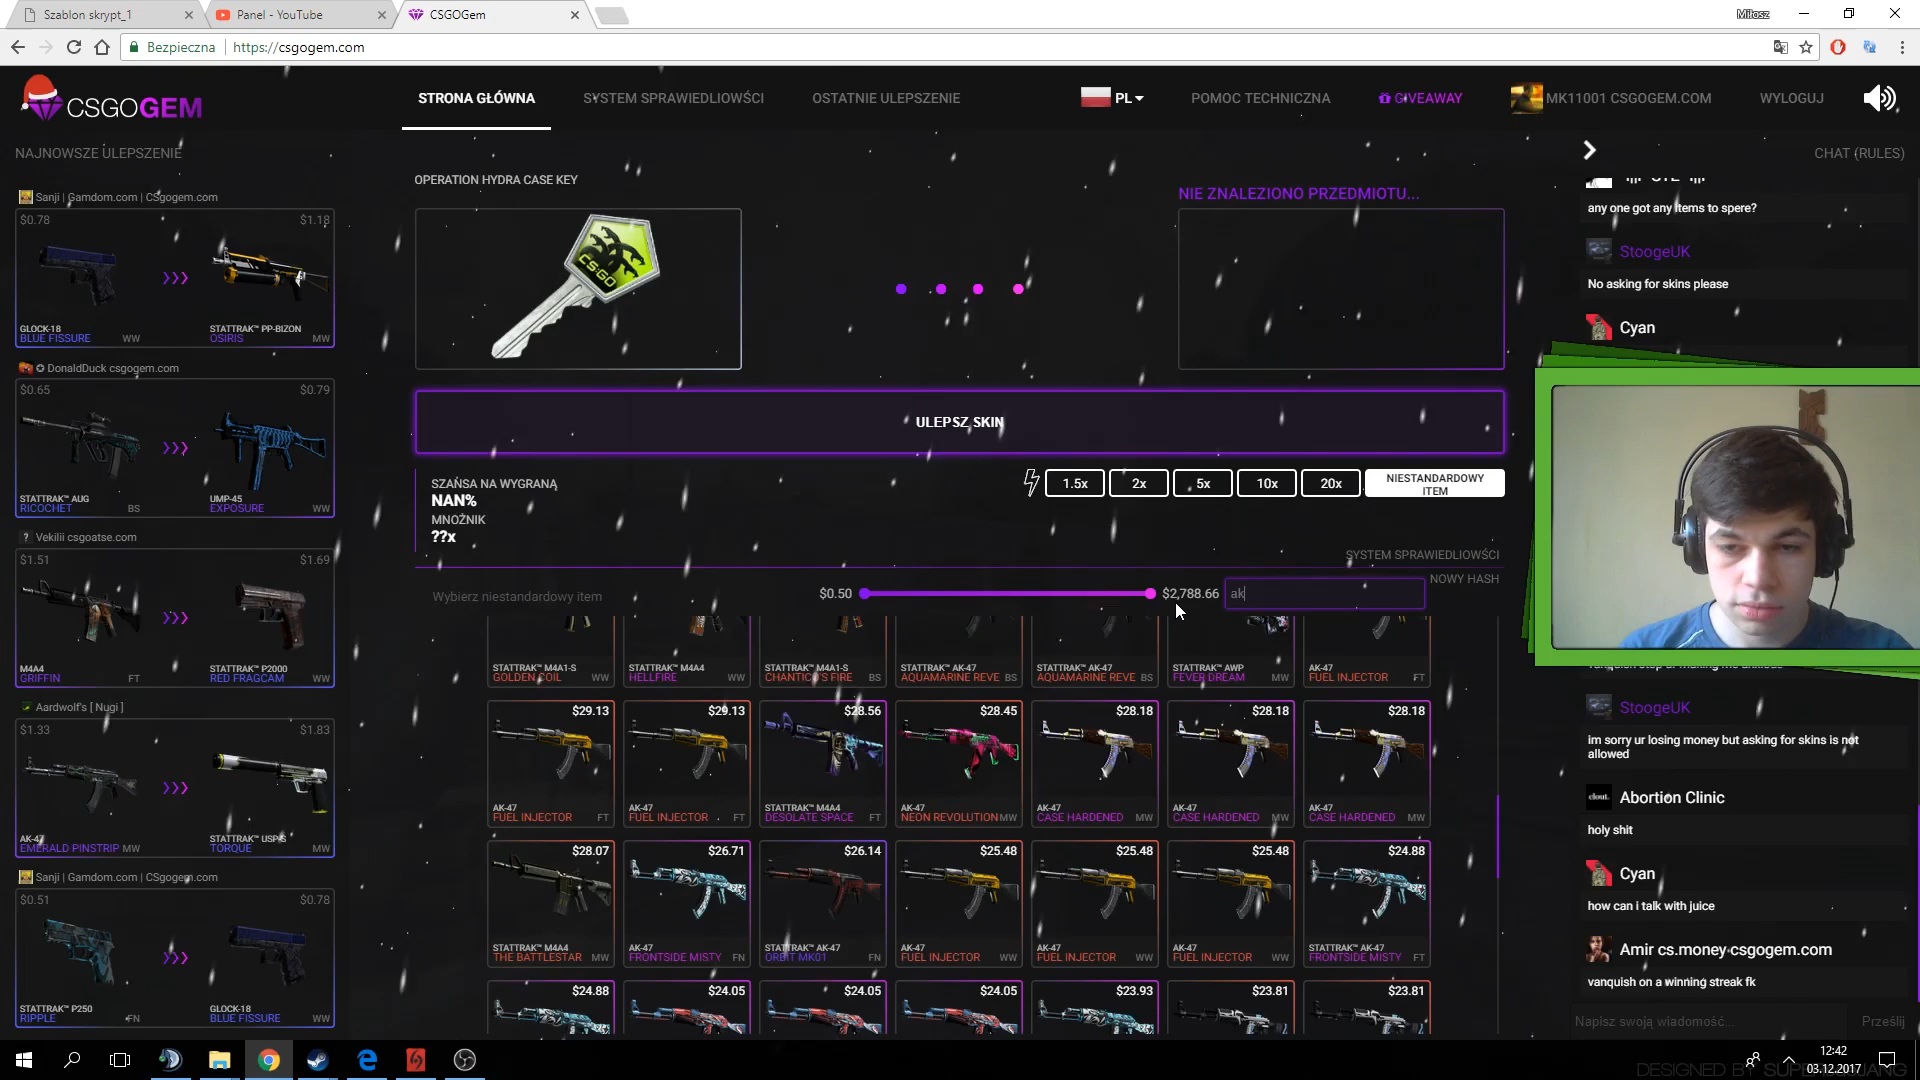 Szablon skrypt_1
Panel - YouTube
CSGOGem
Miłosz
Bezpieczna
https://csgogem.com
CSGOGEM
STRONA GŁÓWNA
SYSTEM SPRAWIEDLIWOŚCI
OSTATNIE ULEPSZENIE
PL
POMOC TECHNICZNA
GIVEAWAY
MK11001 CSGOGEM.COM
WYLOGUJ
NAJNOWSZE ULEPSZENIE
Sanji | Gamdom.com | CSgogem.com
$0.78
$1.18
GLOCK-18
BLUE FISSURE WW
STATTRAK™ PP-BIZON
OSIRIS MW
DonaldDuck csgogem.com
$0.65
$0.79
STATTRAK™ AUG
RICOCHET BS
UMP-45
EXPOSURE WW
Vekilii csgoatse.com
$1.51
$1.69
M4A4
GRIFFIN FT
STATTRAK™ P2000
RED FRAGCAM WW
Aardwolf's [ Nugi ]
$1.33
$1.83
AK-47
EMERALD PINSTRIP MW
STATTRAK™ USP-S
TORQUE MW
Sanji | Gamdom.com | CSgogem.com
$0.51
$0.78
STATTRAK™ P250
RIPPLE FN
GLOCK-18
BLUE FISSURE WW
OPERATION HYDRA CASE KEY
CS:GO
NIE ZNALEZIONO PRZEDMIOTU...
ULEPSZ SKIN
SZANSA NA WYGRANĄ
NAN%
MNOŻNIK
??x
1.5x
2x
5x
10x
20x
NIESTANDARDOWY
ITEM
SYSTEM SPRAWIEDLIWOŚCI
NOWY HASH
Wybierz niestandardowy item
$0.50
$2,788.66
ak
STATTRAK™ M4A1-S
GOLDEN COIL WW
STATTRAK™ M4A4
HELLFIRE WW
STATTRAK™ M4A1-S
CHANTICO'S FIRE BS
STATTRAK™ AK-47
AQUAMARINE REVE BS
STATTRAK™ AK-47
AQUAMARINE REVE BS
STATTRAK™ AWP
FEVER DREAM MW
AK-47
FUEL INJECTOR FT
$29.13
AK-47
FUEL INJECTOR FT
$29.13
AK-47
FUEL INJECTOR FT
$28.56
STATTRAK™ M4A4
DESOLATE SPACE FT
$28.45
AK-47
NEON REVOLUTION MW
$28.18
AK-47
CASE HARDENED MW
$28.18
AK-47
CASE HARDENED MW
$28.18
AK-47
CASE HARDENED MW
$28.07
STATTRAK™ M4A4
THE BATTLESTAR MW
$26.71
AK-47
FRONTSIDE MISTY FN
$26.14
STATTRAK™ AK-47
ORBIT MK01 FN
$25.48
AK-47
FUEL INJECTOR WW
$25.48
AK-47
FUEL INJECTOR WW
$25.48
AK-47
FUEL INJECTOR WW
$24.88
STATTRAK™ AK-47
FRONTSIDE MISTY FT
$24.88
$24.05
$24.05
$24.05
$23.93
$23.81
$23.81
CHAT (RULES)
any one got any items to spere?
StoogeUK
No asking for skins please
Cyan
StoogeUK
im sorry ur losing money but asking for skins is not
allowed
clout.
Abortion Clinic
holy shit
Cyan
how can i talk with juice
Amir cs.money csgogem.com
vanquish on a winning streak fk
Napisz swoją wiadomość...
Prześlij
12:42
03.12.2017
DESIGNED BY